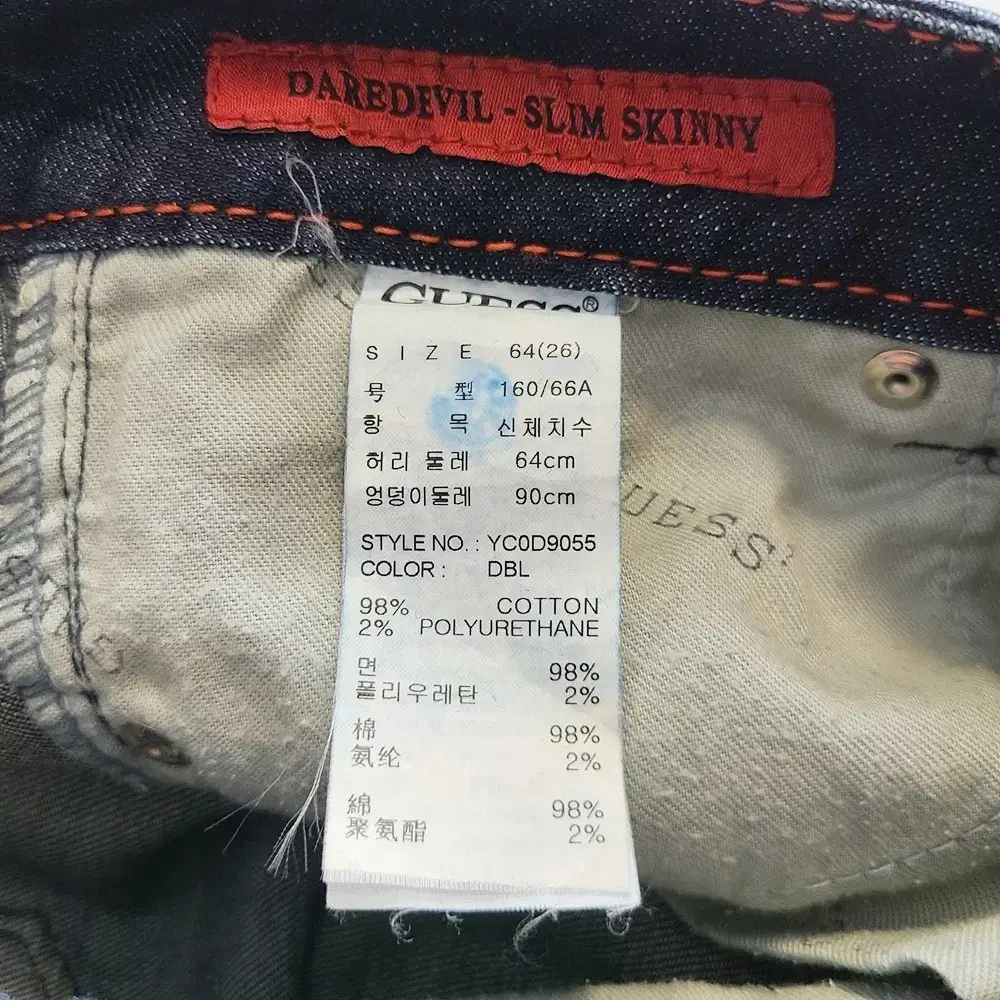 DAREDEVIL - SLIM SKINNY
GUESS®
SIZE 64(26)
号 型 160/66A
항 목 신체치수
허리 둘레 64cm
엉덩이둘레 90cm
STYLE NO. : YC0D9055
COLOR : DBL
98% COTTON
2% POLYURETHANE
면 98%
폴리우레탄 2%
棉 98%
氨纶 2%
綿 98%
聚氨酯 2%
UESS?